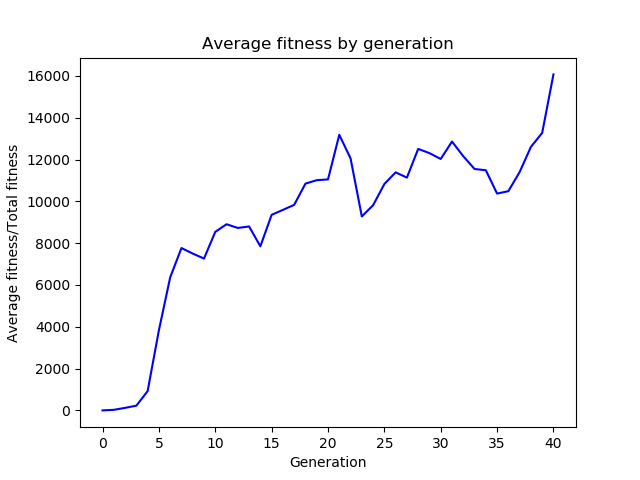 Average fitness by generation
Average fitness/Total fitness
16000
14000
12000
10000
8000
6000
4000
2000
0
0 5 10 15 20 25 30 35 40
Generation